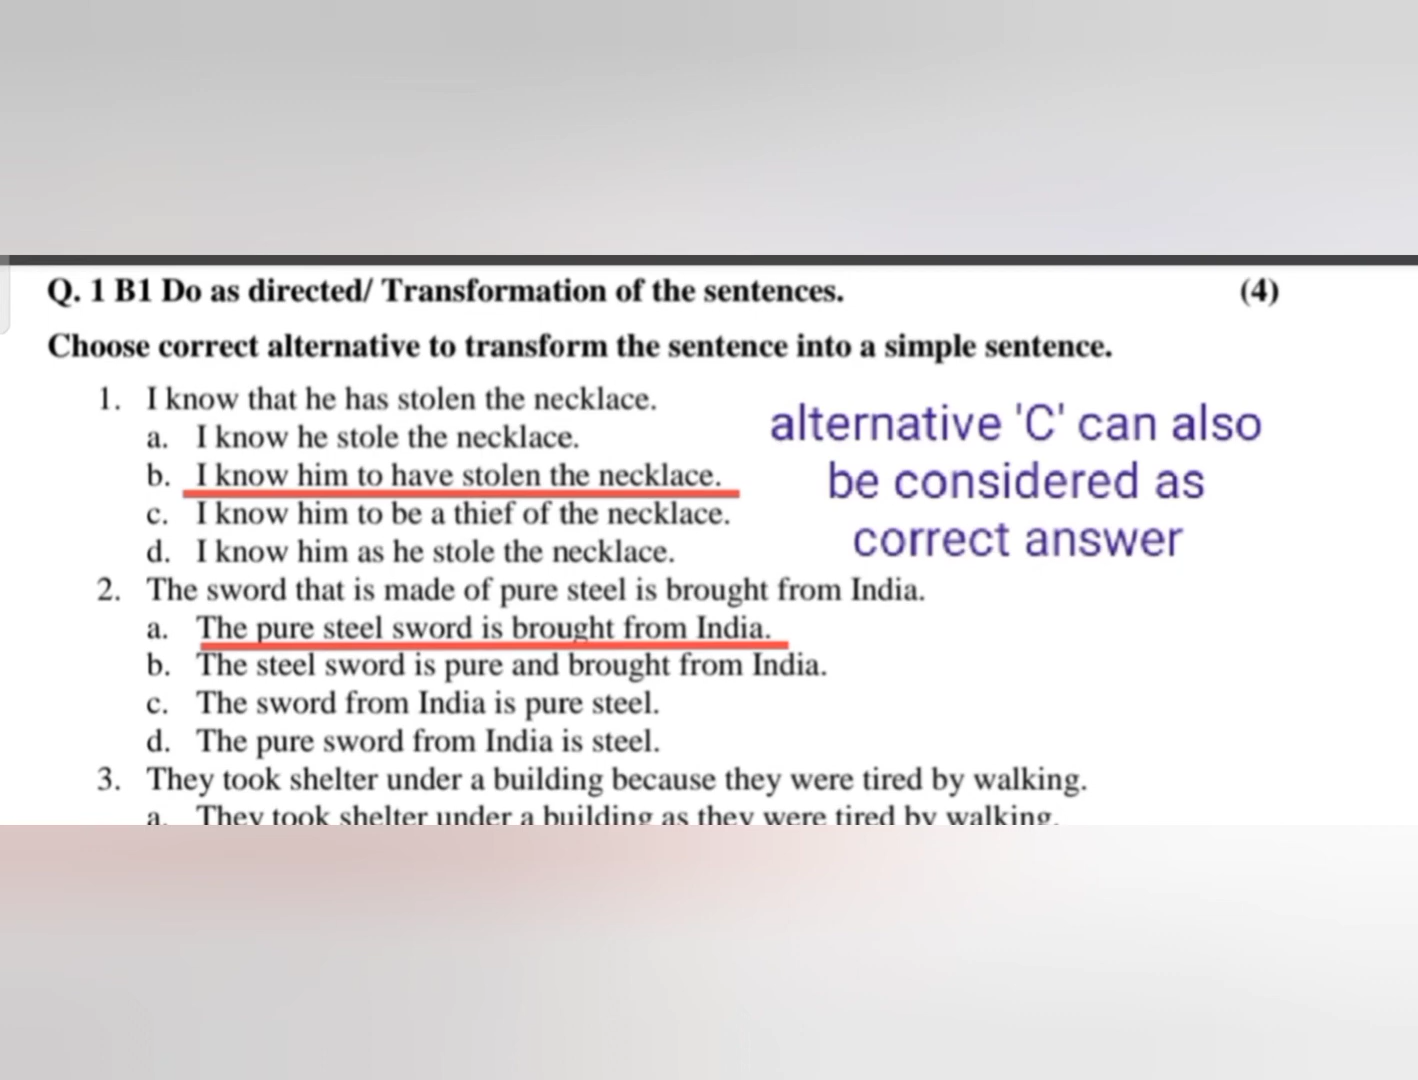 Q. 1 B1 Do as directed/ Transformation of the sentences. (4)
Choose correct alternative to transform the sentence into a simple sentence.
1. I know that he has stolen the necklace.
a. I know he stole the necklace.
b. I know him to have stolen the necklace.
c. I know him to be a thief of the necklace.
d. I know him as he stole the necklace.
alternative 'C' can also
be considered as
correct answer
2. The sword that is made of pure steel is brought from India.
a. The pure steel sword is brought from India.
b. The steel sword is pure and brought from India.
c. The sword from India is pure steel.
d. The pure sword from India is steel.
3. They took shelter under a building because they were tired by walking.
a. They took shelter under a building as they were tired by walking.